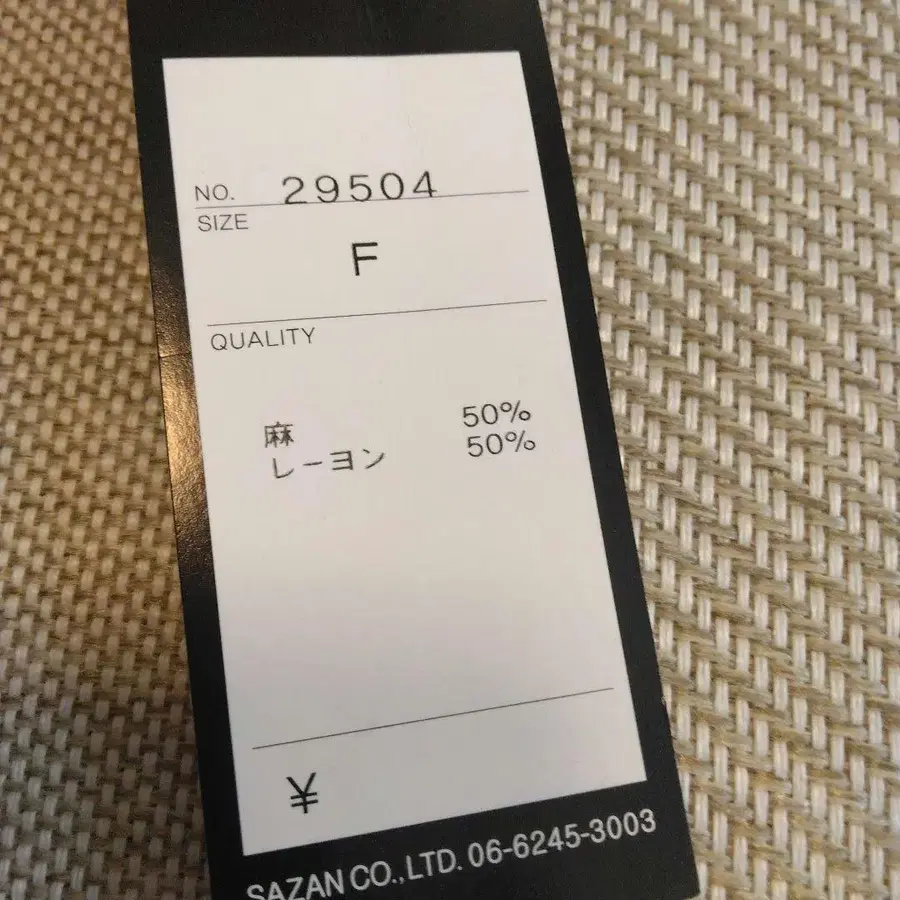 NO. 29504
SIZE
F
QUALITY
麻 50%
レーヨン 50%
¥
SAZAN CO.,LTD. 06-6245-3003